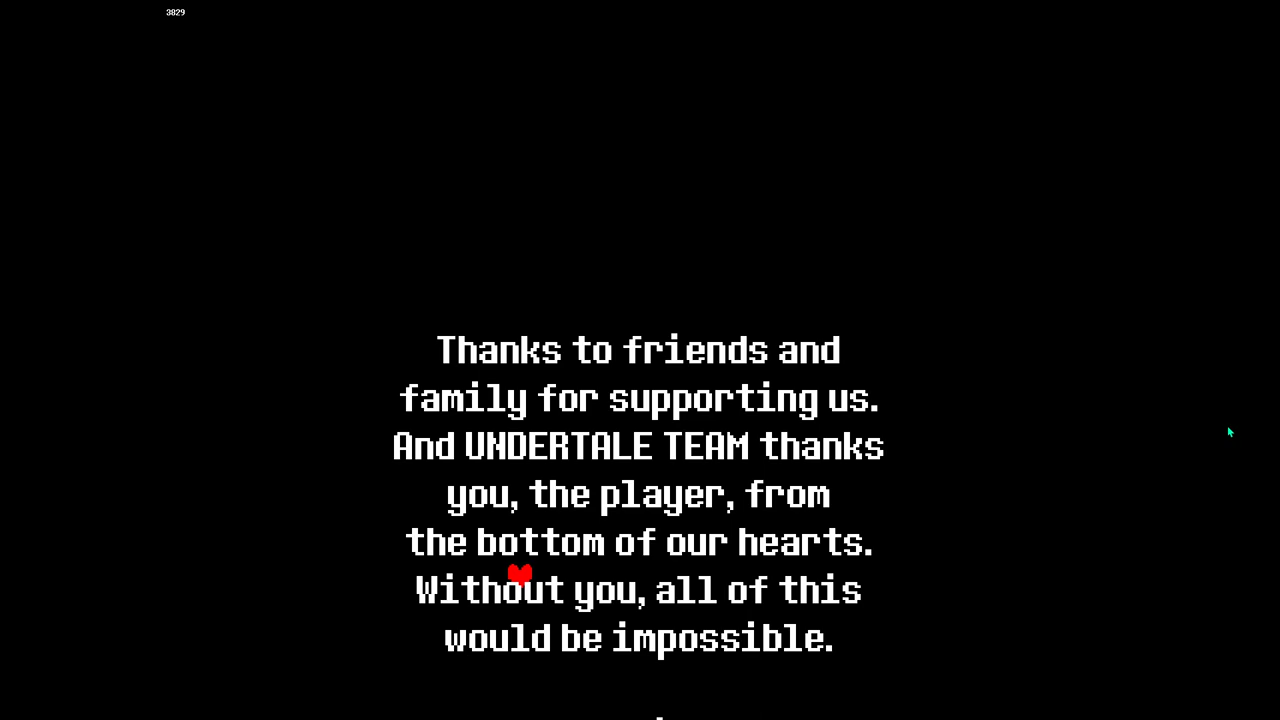 3829
Thanks to friends and
family for supporting us.
And UNDERTALE TEAM thanks
you, the player, from
the bottom of our hearts.
Without you, all of this
would be impossible.